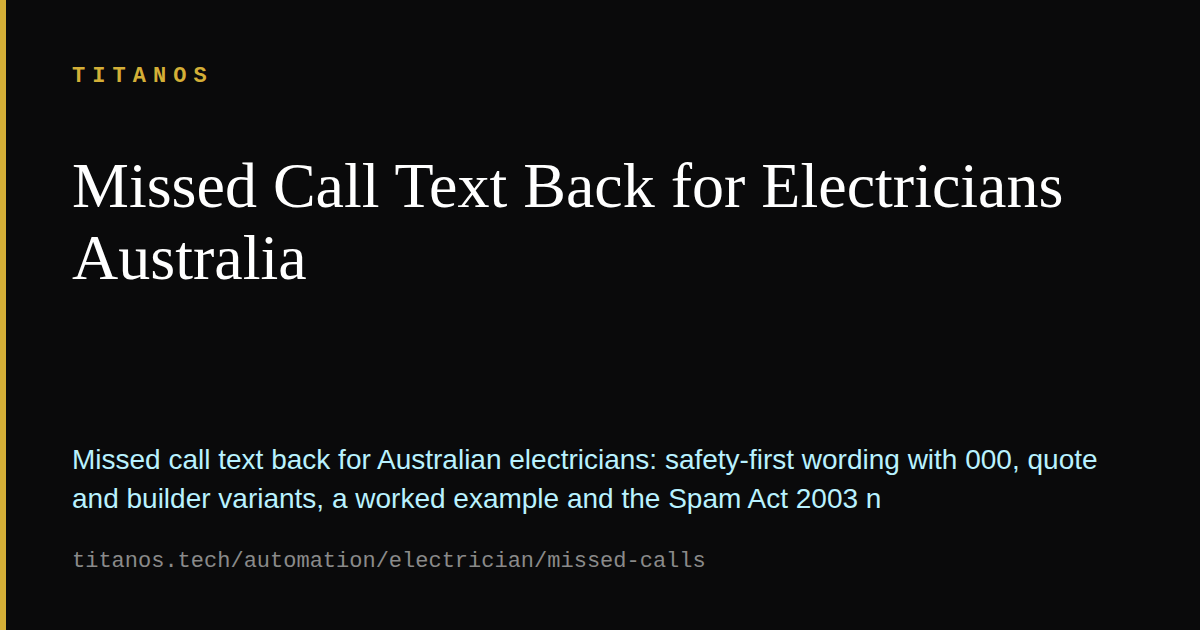 TITANOS
Missed Call Text Back for Electricians
Australia
Missed call text back for Australian electricians: safety-first wording with 000, quote
and builder variants, a worked example and the Spam Act 2003 n
titanos.tech/automation/electrician/missed-calls